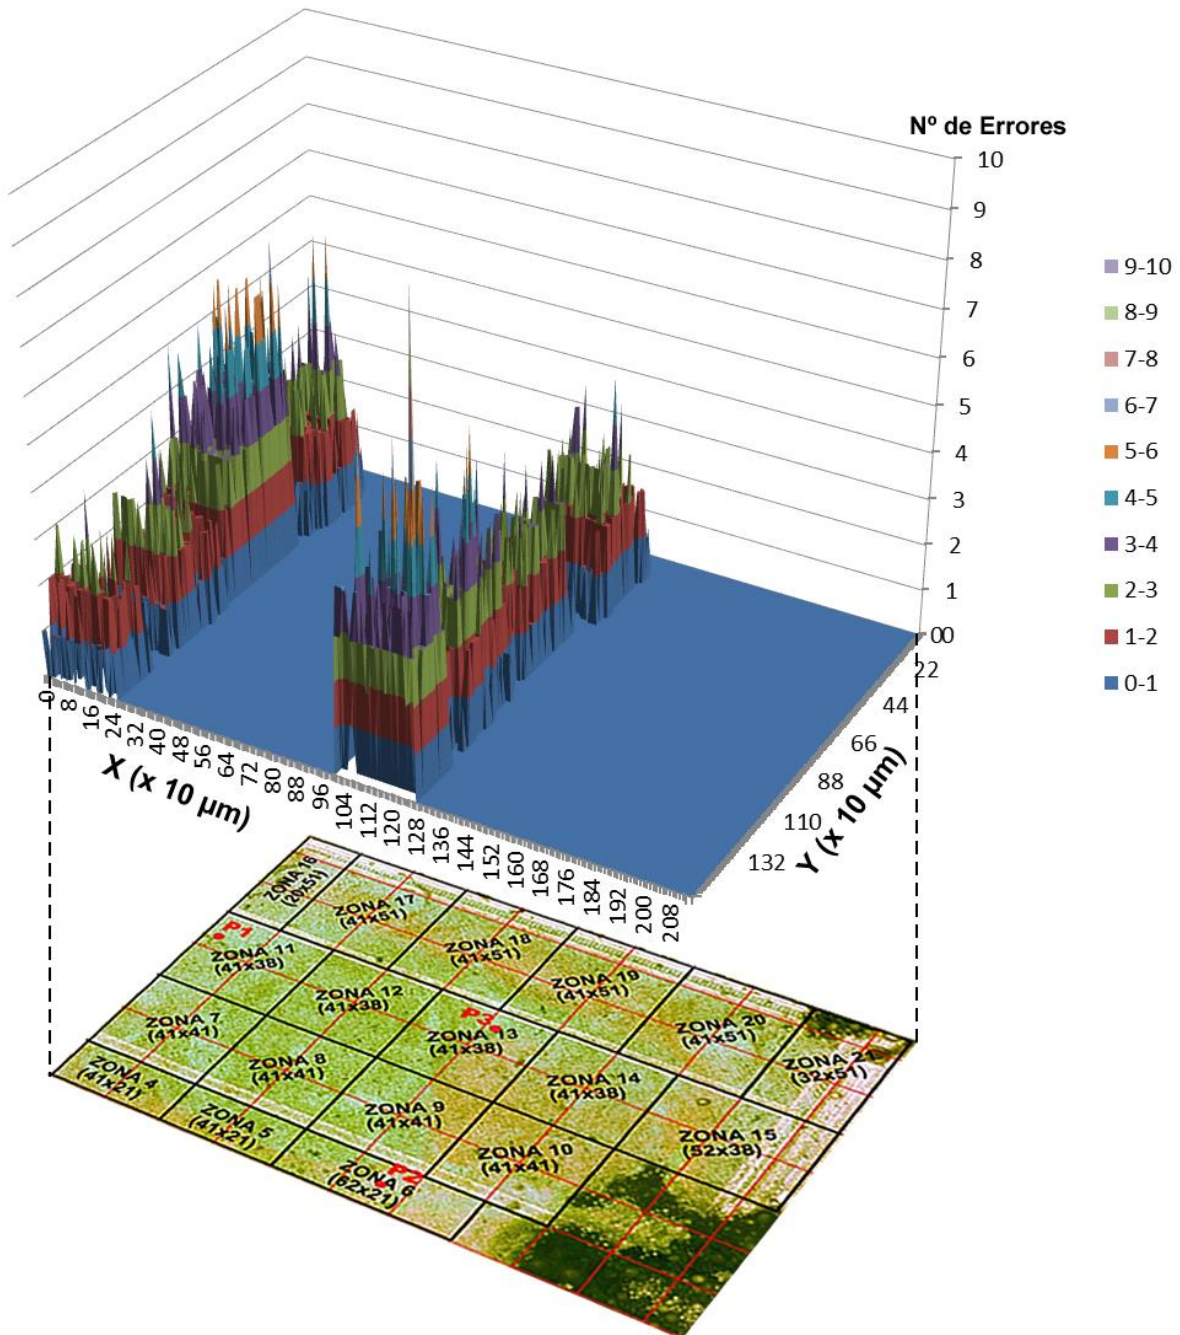 Nº de Errores
10
9
8
7
6
5
4
3
2
1
00
9-10
8-9
7-8
6-7
5-6
4-5
3-4
2-3
1-2
0-1
22
44
66
88
110
132
Y (x 10 µm)
0
8
16
24
32
40
48
56
64
72
80
88
96
104
112
120
128
136
144
152
160
168
176
184
192
200
208
X (x 10 µm)
ZONA 16
(20x51)
ZONA 17
(41x51)
ZONA 18
(41x51)
ZONA 19
(41x51)
ZONA 20
(41x51)
ZONA 21
(32x51)
P1
ZONA 11
(41x38)
ZONA 12
(41x38)
P3
ZONA 13
(41x38)
ZONA 14
(41x38)
ZONA 15
(52x38)
ZONA 7
(41x41)
ZONA 8
(41x41)
ZONA 9
(41x41)
ZONA 10
(41x41)
ZONA 4
(41x21)
ZONA 5
(41x21)
P2
ZONA 6
(62x21)